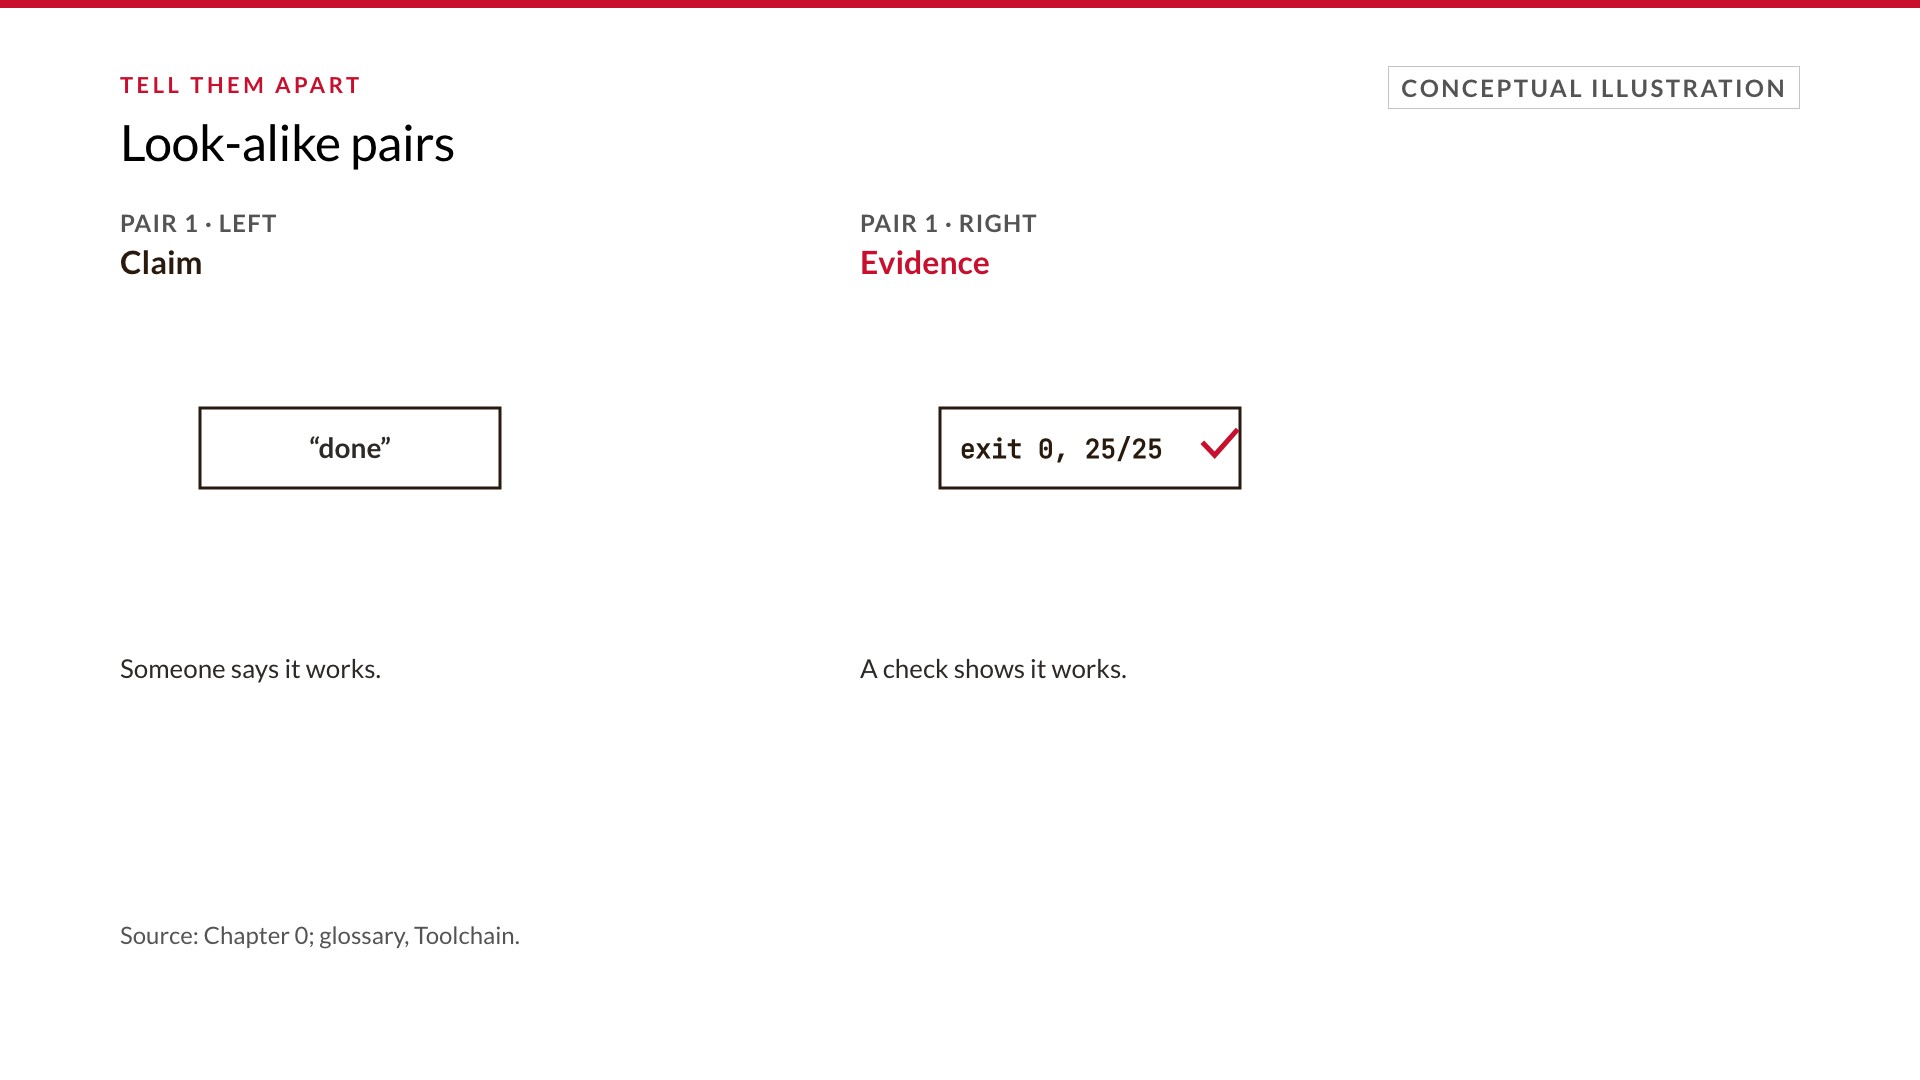 TELL THEM APART
CONCEPTUAL ILLUSTRATION
Look-alike pairs
PAIR 1 · LEFT
Claim
“done”
Someone says it works.
PAIR 1 · RIGHT
Evidence
exit 0, 25/25
A check shows it works.
Source: Chapter 0; glossary, Toolchain.